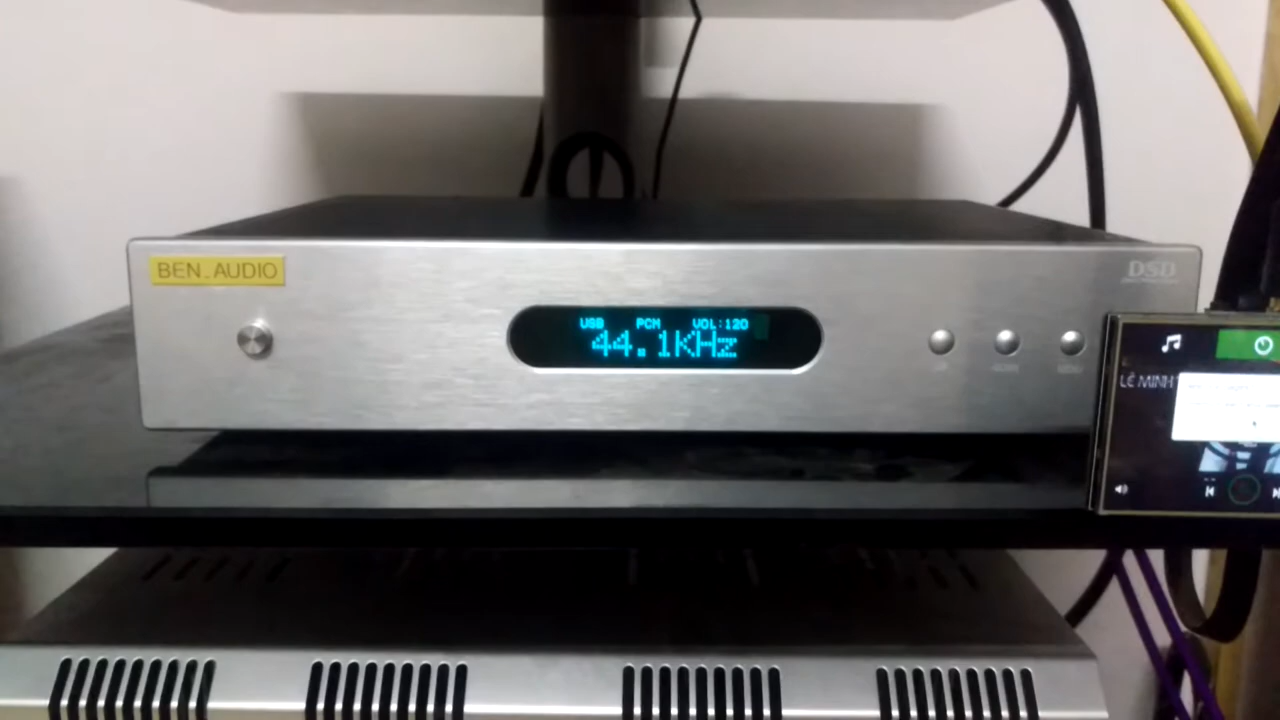 BEN_AUDIO
DSD
USB PCM VOL:120
44.1KHz
LÊ MINH